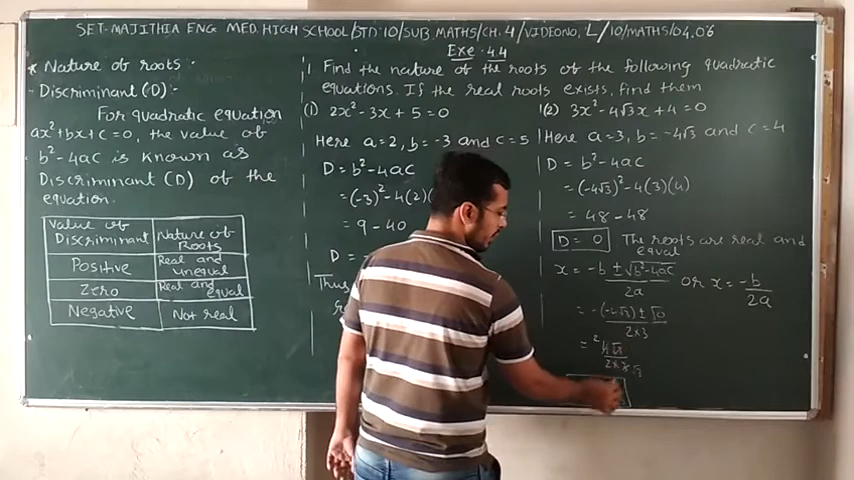 SET-MAJITHIA ENG MED. HIGH SCHOOL/STD 10/SUB. MATHS/CH. 4/VIDEO NO. L/10/MATHS/04.06
Exe 4.4
* Nature of roots :
- Discriminant (D) :-
For quadratic equation
ax²+bx+c=0, the value of
b²-4ac is known as
Discriminant (D) of the
equation.
Value of Discriminant Nature of Roots
Positive Real and unequal
Zero Real and equal
Negative Not real
1 Find the nature of the roots of the following quadratic
equations. If the real roots exists, find them
(1) 2x²-3x+5=0
Here a=2, b=-3 and c=5
D = b²-4ac
=(-3)²-4(2)(
= 9-40
D =
Thus
(2) 3x²-4√3x+4=0
Here a=3, b=-4√3 and c=4
D = b²-4ac
=(-4√3)²-4(3)(4)
= 48-48
D = 0 The roots are real and
equal
x = -b ± √b²-4ac / 2a or x = -b / 2a
= -(-4√3) ± √0 / 2×3